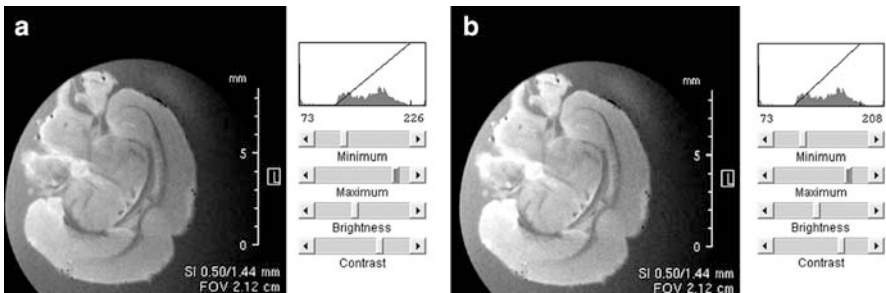 a
mm
5
0
L
SI 0.50/1.44 mm
FOV 2.12 cm
73 226
Minimum
Maximum
Brightness
Contrast
b
mm
5
0
L
SI 0.50/1.44 mm
FOV 2.12 cm
73 208
Minimum
Maximum
Brightness
Contrast